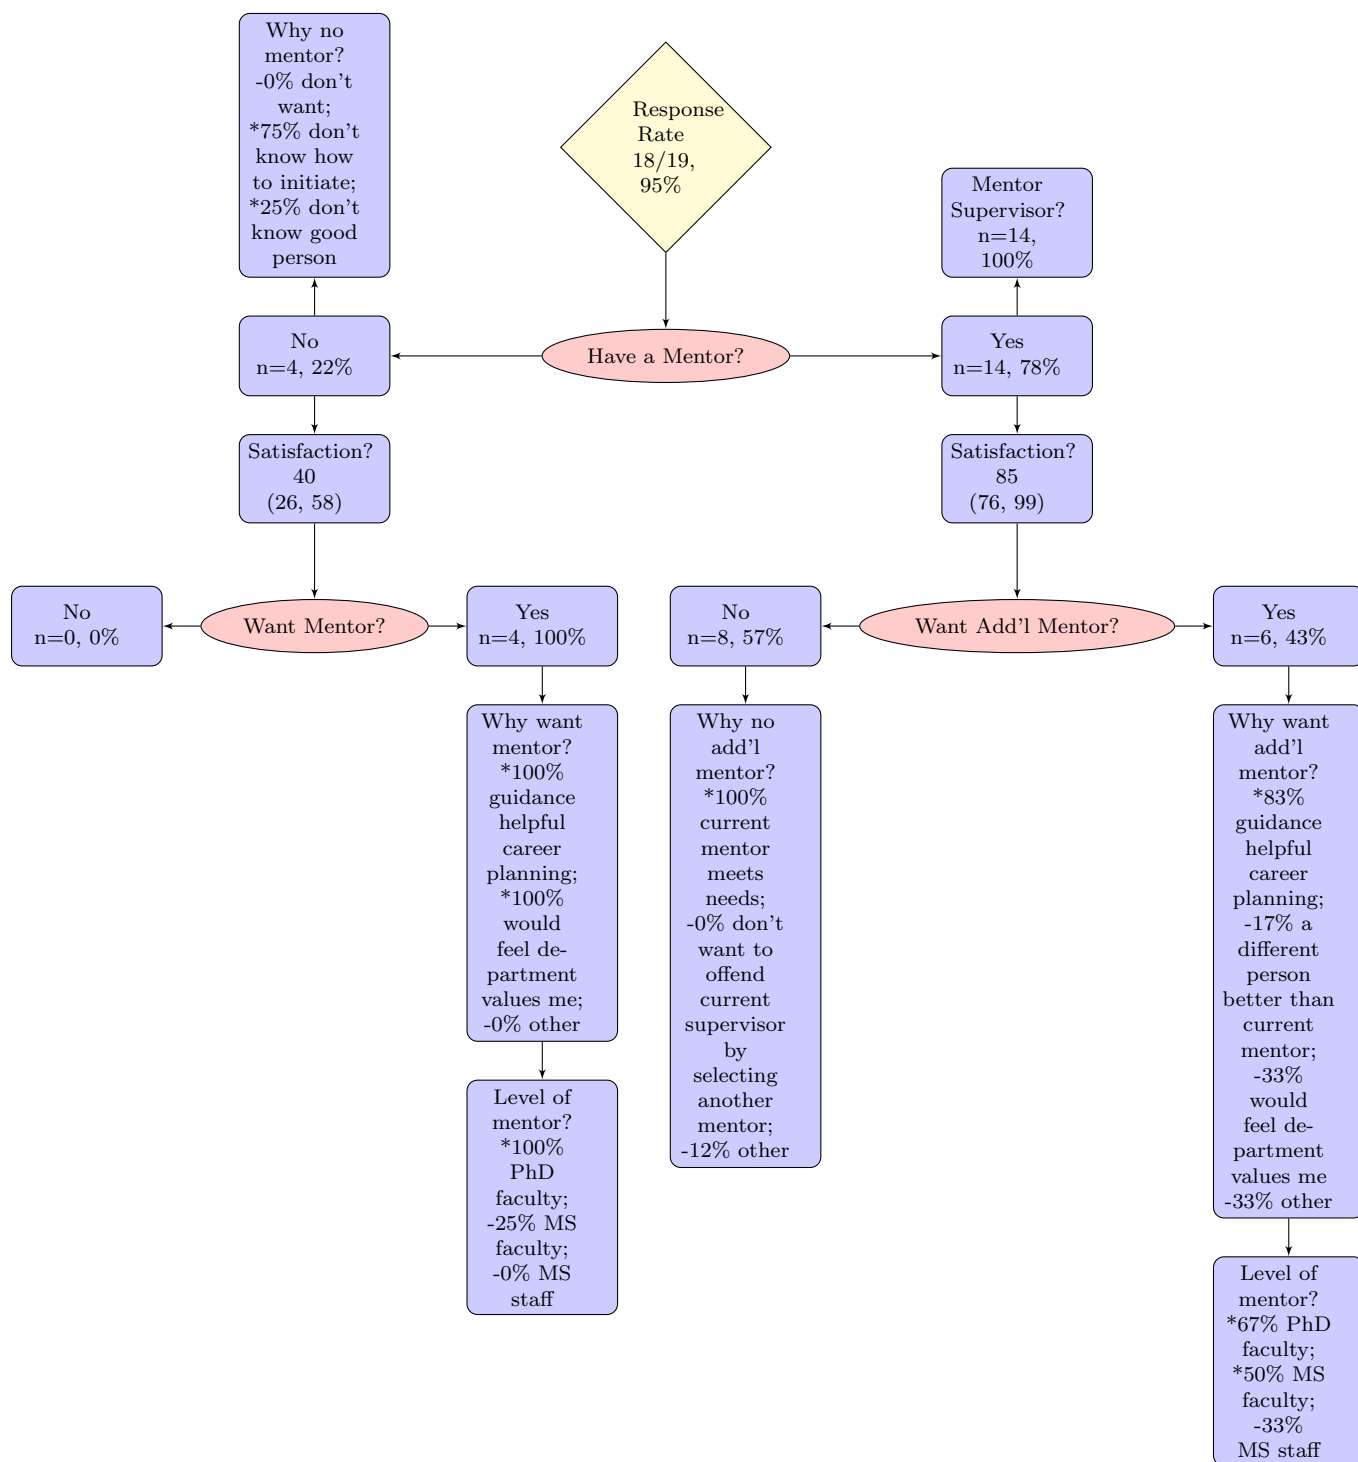 Why no
mentor?
-0% don't
want;
*75% don't
know how
to initiate;
*25% don't
know good
person
Response
Rate
18/19,
95%
Mentor
Supervisor?
n=14,
100%
No
n=4, 22%
Have a Mentor?
Yes
n=14, 78%
Satisfaction?
40
(26, 58)
Satisfaction?
85
(76, 99)
No
n=0, 0%
Want Mentor?
Yes
n=4, 100%
No
n=8, 57%
Want Add'l Mentor?
Yes
n=6, 43%
Why want
mentor?
*100%
guidance
helpful
career
planning;
*100%
would
feel de-
partment
values me;
-0% other
Why no
add'l
mentor?
*100%
current
mentor
meets
needs;
-0% don't
want to
offend
current
supervisor
by
selecting
another
mentor;
-12% other
Why want
add'l
mentor?
*83%
guidance
helpful
career
planning;
-17% a
different
person
better than
current
mentor;
-33%
would
feel de-
partment
values me
-33% other
Level of
mentor?
*100%
PhD
faculty;
-25% MS
faculty;
-0% MS
staff
Level of
mentor?
*67% PhD
faculty;
*50% MS
faculty;
-33%
MS staff